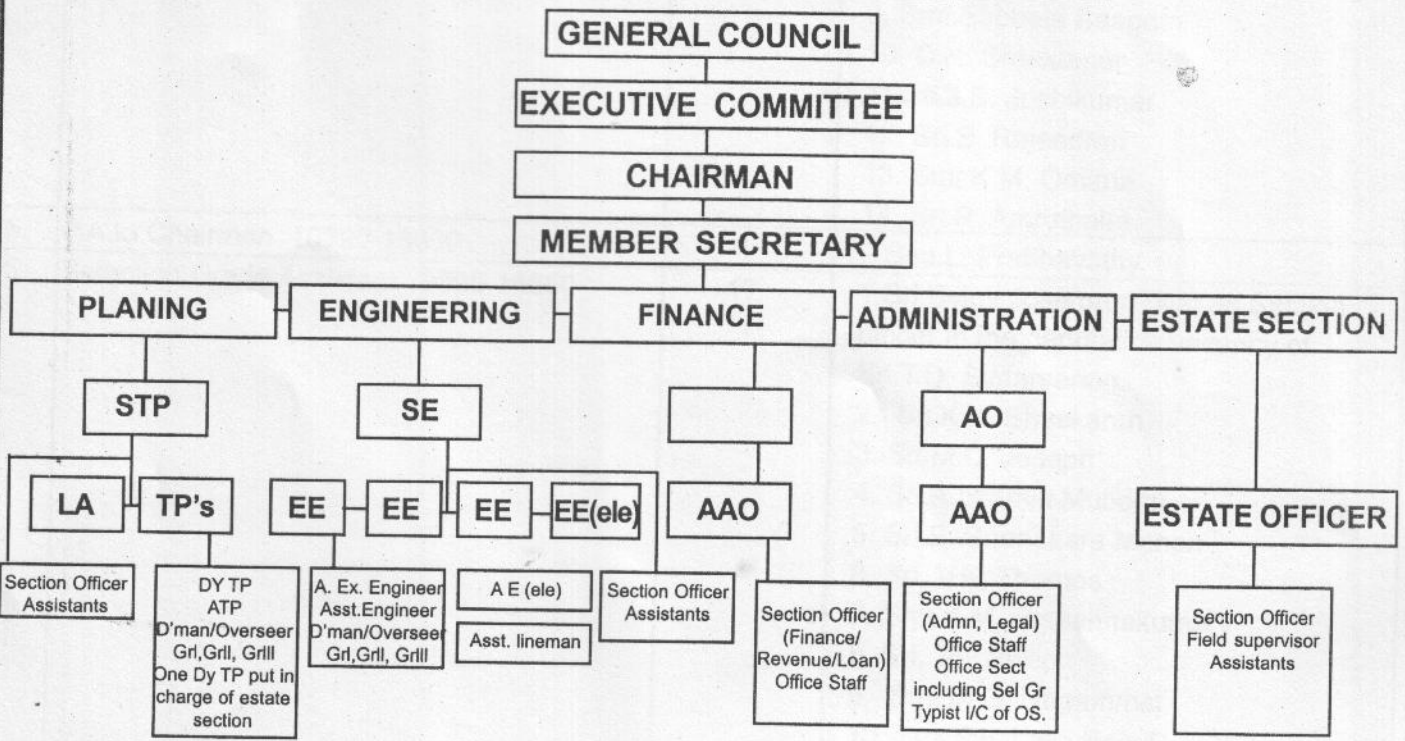 GENERAL COUNCIL
EXECUTIVE COMMITTEE
CHAIRMAN
MEMBER SECRETARY
PLANING
ENGINEERING
FINANCE
ADMINISTRATION
ESTATE SECTION
STP
SE
AO
LA
TP's
EE
EE
EE
EE(ele)
AAO
AAO
ESTATE OFFICER
Section Officer
Assistants
DY TP
ATP
D'man/Overseer
GrI,GrII, GrIII
One Dy TP put in
charge of estate
section
A. Ex. Engineer
Asst.Engineer
D'man/Overseer
GrI,GrII, GrIII
A E (ele)
Asst. lineman
Section Officer
Assistants
Section Officer
(Finance/
Revenue/Loan)
Office Staff
Section Officer
(Admn, Legal)
Office Staff
Office Sect
including Sel Gr
Typist I/C of OS.
Section Officer
Field supervisor
Assistants